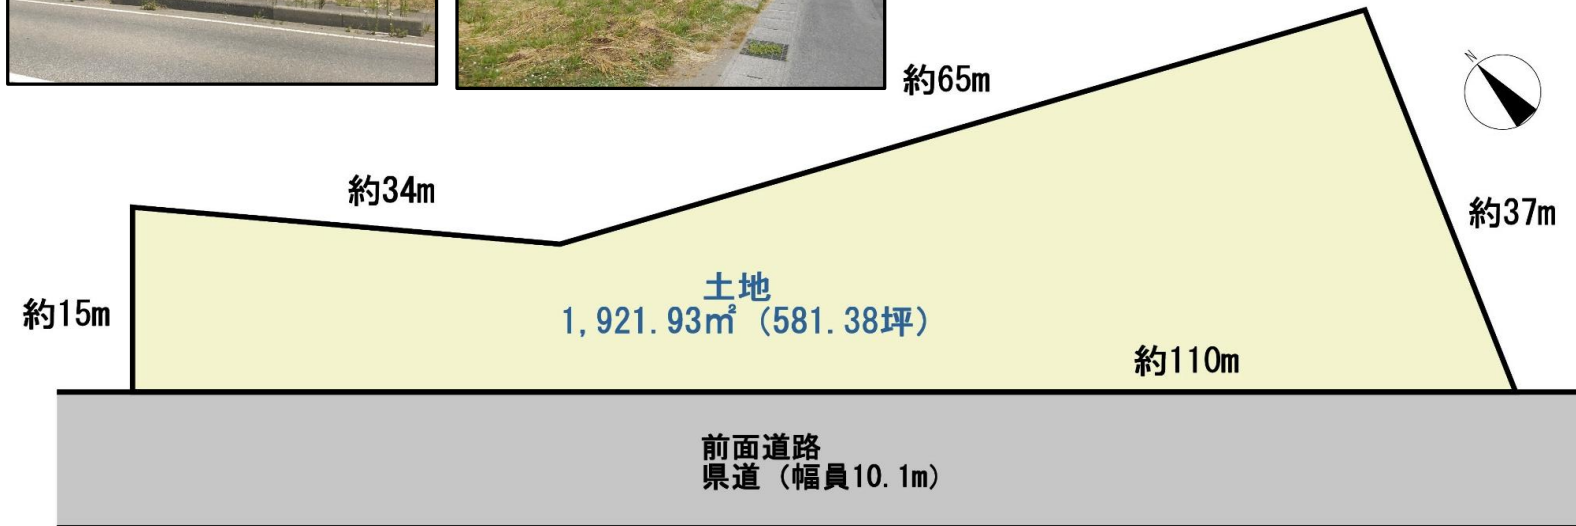 約65m
N
約34m
約37m
約15m
土地
1,921.93㎡（581.38坪）
約110m
前面道路
県道（幅員10.1m）